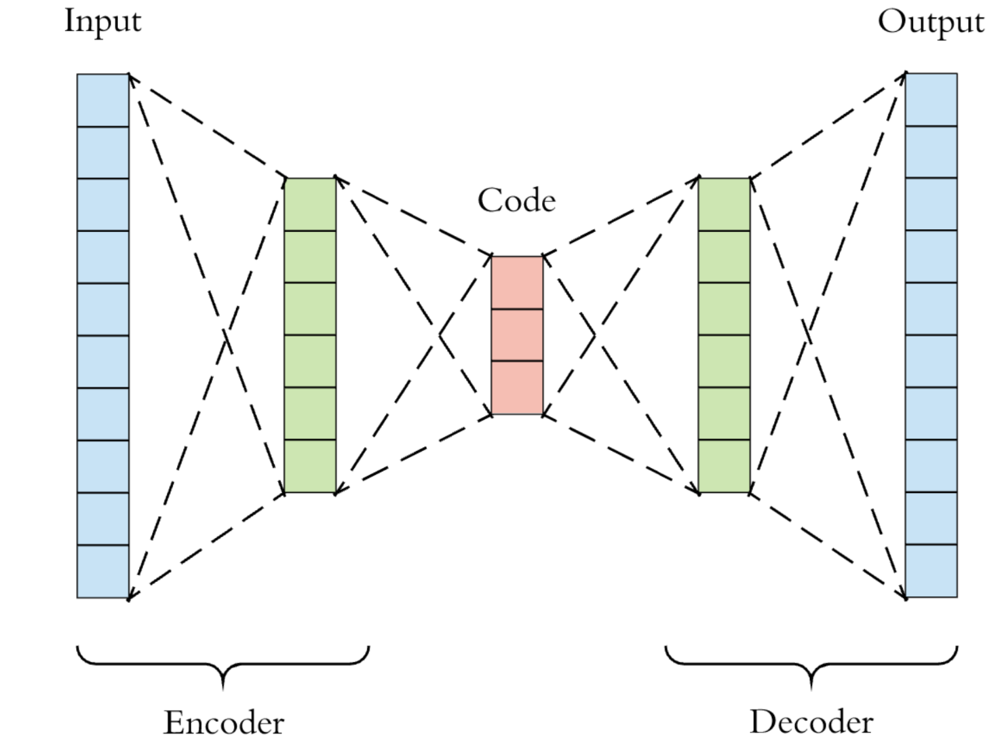 Input
Output
Code
Encoder
Decoder